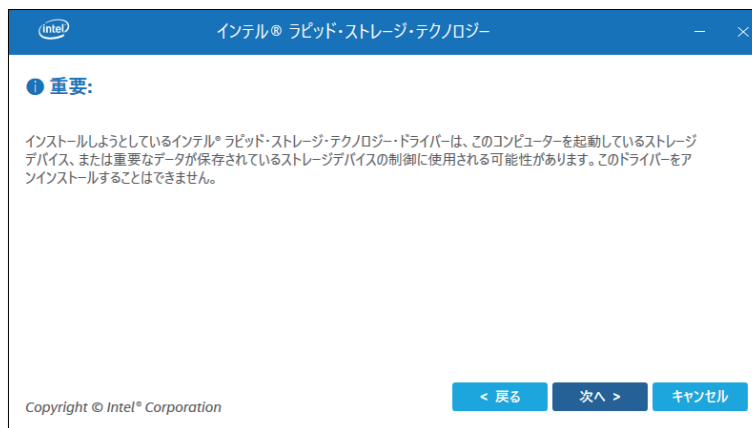 intel
インテル® ラピッド・ストレージ・テクノロジー
重要:
インストールしようとしているインテル® ラピッド・ストレージ・テクノロジー・ドライバーは、このコンピューターを起動しているストレージ
デバイス、または重要なデータが保存されているストレージデバイスの制御に使用される可能性があります。このドライバーをア
ンインストールすることはできません。
< 戻る
次へ >
キャンセル
Copyright © Intel® Corporation